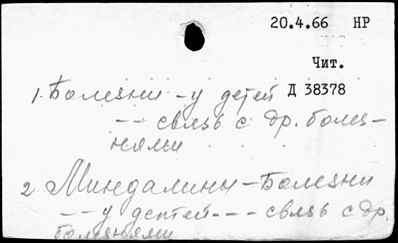 20.4.66 НР
Чит.
1. Болезни - у детей Д 38378
- - связь с др. болез-
нями
2. Миндалины - Болезни
- - у детей - - - связь с др.
болезнями